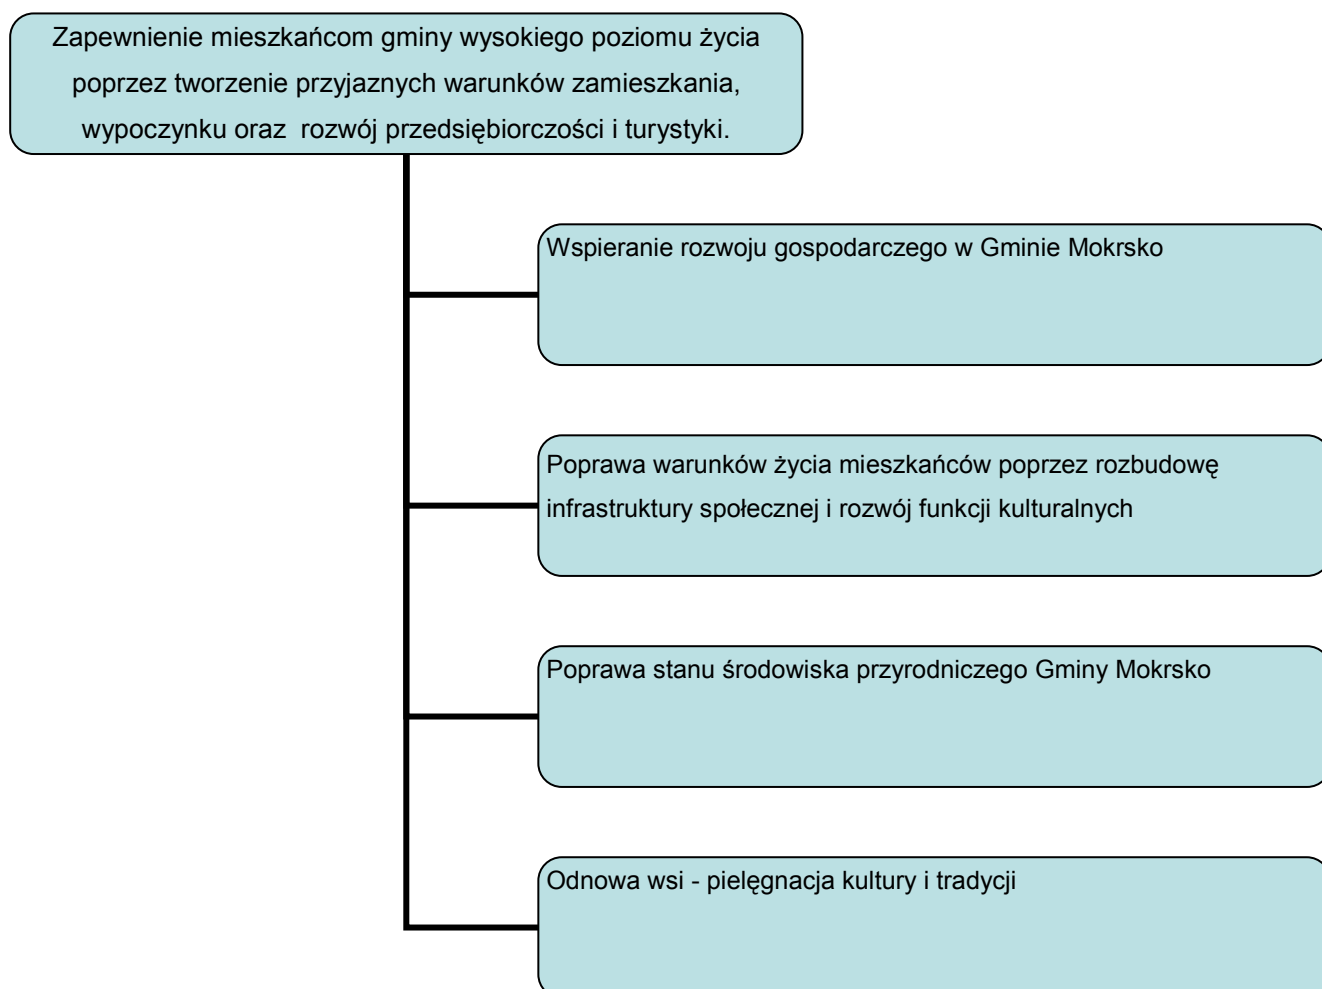 Zapewnienie mieszkańcom gminy wysokiego poziomu życia
poprzez tworzenie przyjaznych warunków zamieszkania,
wypoczynku oraz  rozwój przedsiębiorczości i turystyki.
Wspieranie rozwoju gospodarczego w Gminie Mokrsko
Poprawa warunków życia mieszkańców poprzez rozbudowę
infrastruktury społecznej i rozwój funkcji kulturalnych
Poprawa stanu środowiska przyrodniczego Gminy Mokrsko
Odnowa wsi - pielęgnacja kultury i tradycji